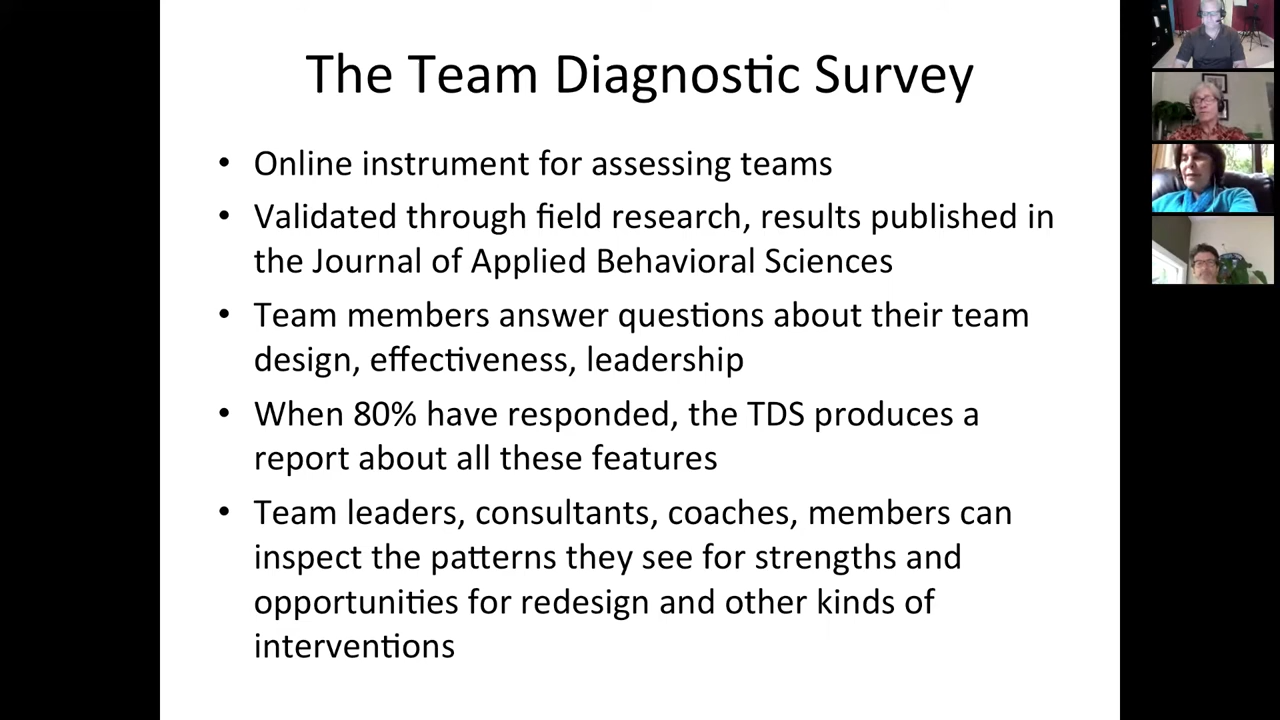 The Team Diagnostic Survey
• Online instrument for assessing teams
• Validated through field research, results published in
the Journal of Applied Behavioral Sciences
• Team members answer questions about their team
design, effectiveness, leadership
• When 80% have responded, the TDS produces a
report about all these features
• Team leaders, consultants, coaches, members can
inspect the patterns they see for strengths and
opportunities for redesign and other kinds of
interventions